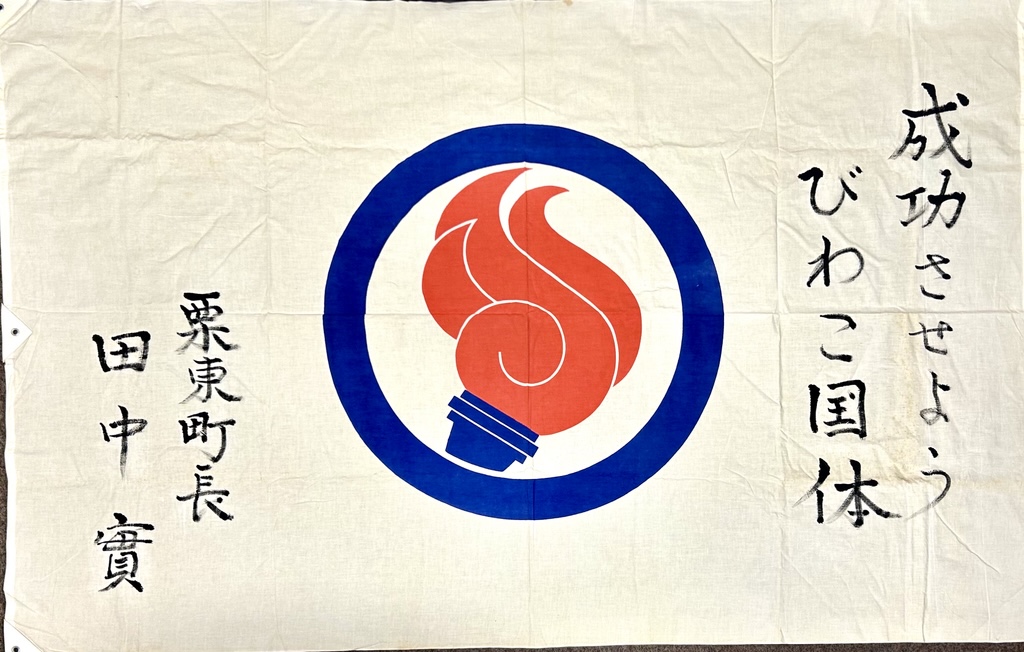 成功させよう
びわこ国体
栗東町長
田中實